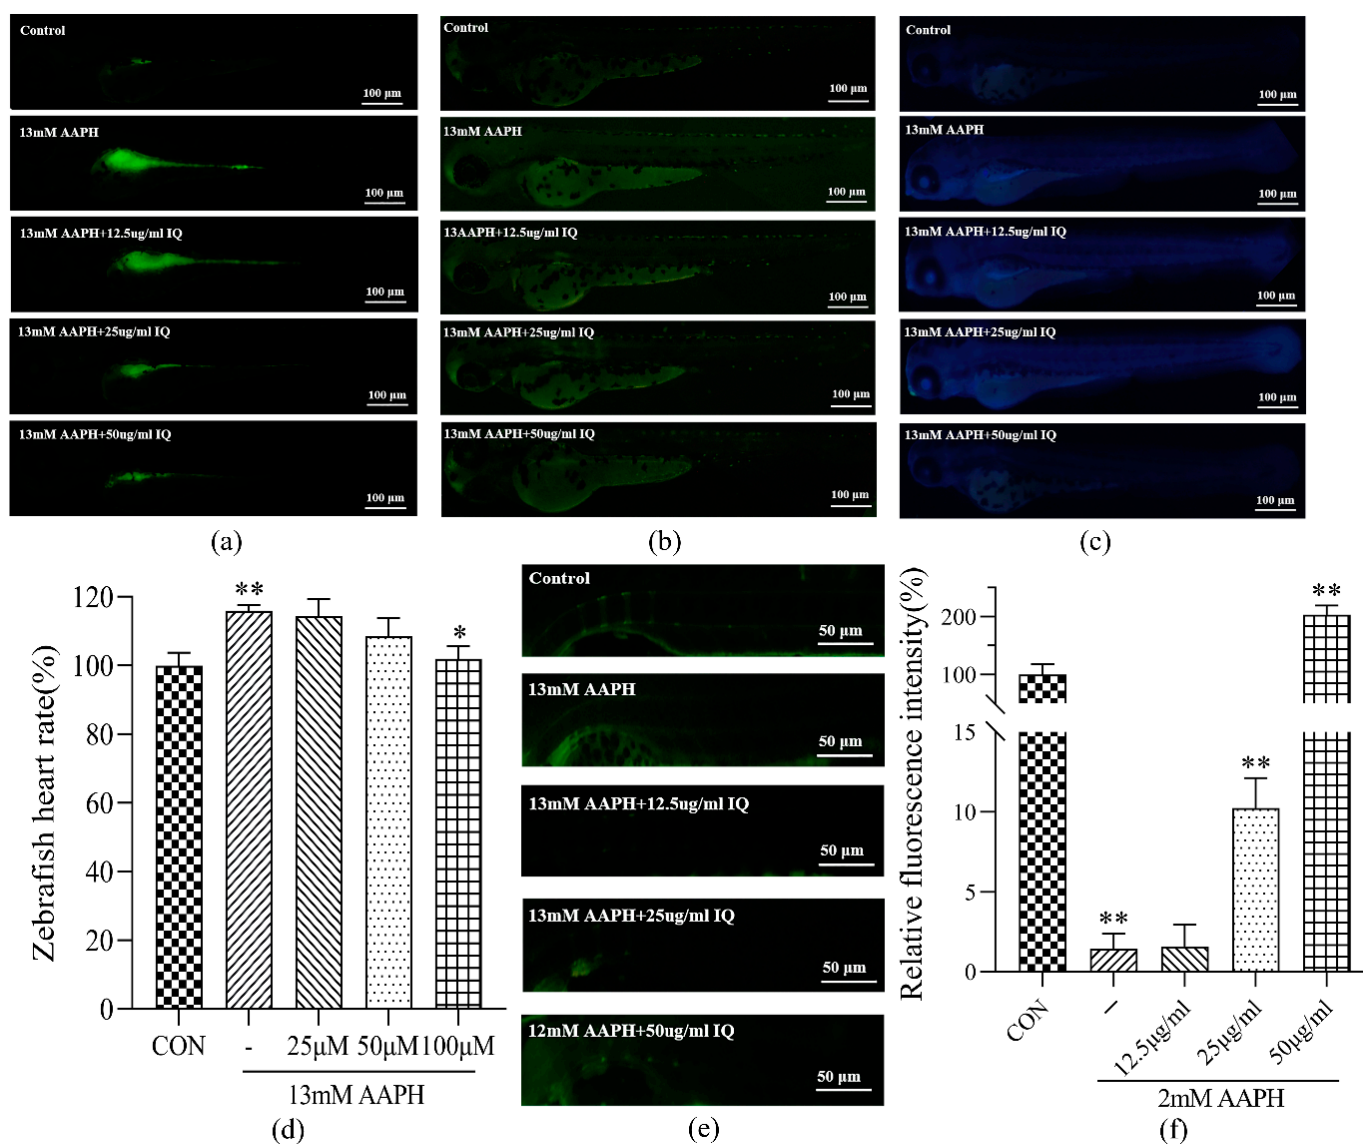 Control
100 μm
13mM AAPH
100 μm
13mM AAPH+12.5ug/ml IQ
100 μm
13mM AAPH+25ug/ml IQ
100 μm
13mM AAPH+50ug/ml IQ
100 μm
(a)
Control
100 μm
13mM AAPH
100 μm
13AAPH+12.5ug/ml IQ
100 μm
13mM AAPH+25ug/ml IQ
100 μm
13mM AAPH+50ug/ml IQ
100 μm
(b)
Control
100 μm
13mM AAPH
100 μm
13mM AAPH+12.5ug/ml IQ
100 μm
13mM AAPH+25ug/ml IQ
100 μm
13mM AAPH+50ug/ml IQ
100 μm
(c)
Zebrafish heart rate(%)
120
100
80
60
40
20
0
**
*
CON - 25μM 50μM 100μM
13mM AAPH
(d)
Control
50 μm
13mM AAPH
50 μm
13mM AAPH+12.5ug/ml IQ
50 μm
13mM AAPH+25ug/ml IQ
50 μm
12mM AAPH+50ug/ml IQ
50 μm
(e)
Relative fluorescence intensity(%)
200
100
15
10
5
0
**
**
**
CON – 12.5μg/ml 25μg/ml 50μg/ml
2mM AAPH
(f)